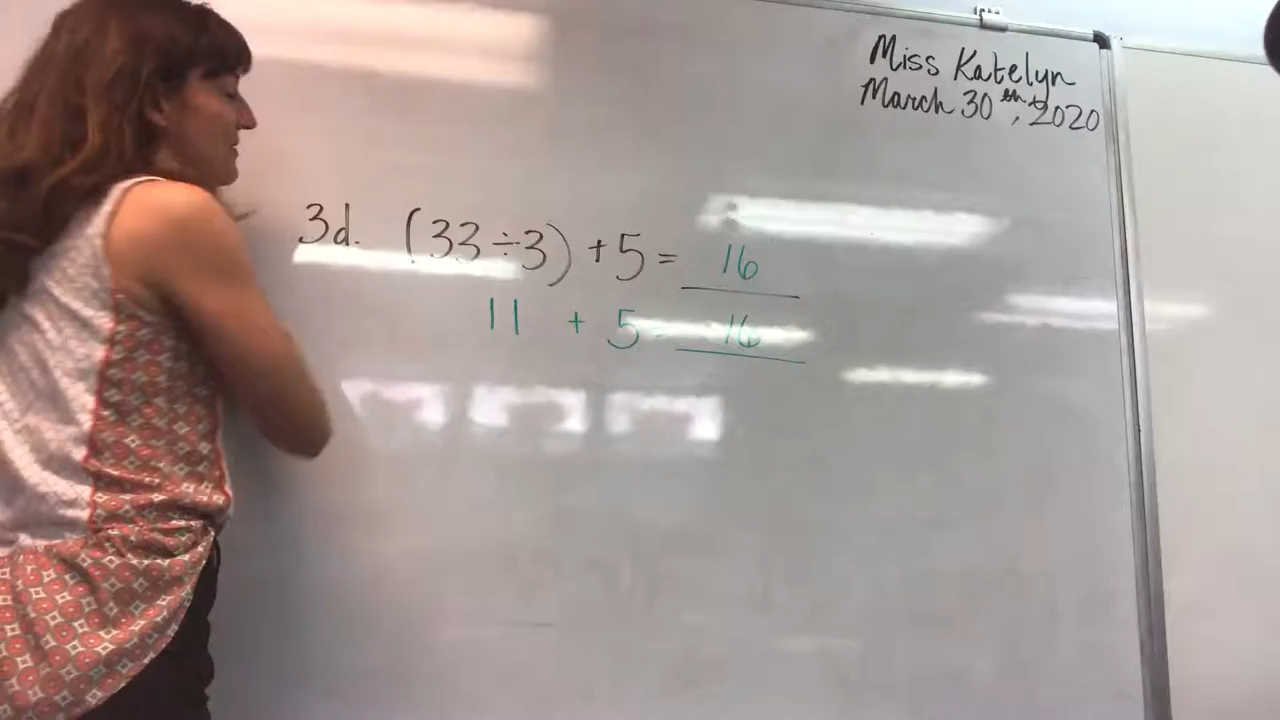 Miss Katelyn
March 30th, 2020
3d. (33÷3) + 5 = 16
11 + 5 = 16